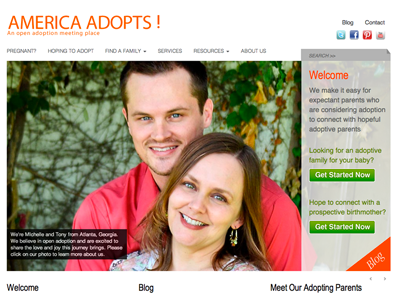 AMERICA ADOPTS !
An open adoption meeting place
Blog Contact
PREGNANT? HOPING TO ADOPT FIND A FAMILY SERVICES RESOURCES ABOUT US
SEARCH >>
Welcome
We make it easy for
expectant parents who
are considering adoption
to connect with hopeful
adoptive parents
Looking for an adoptive
family for your baby?
Get Started Now
Hope to connect with a
prospective birthmother?
Get Started Now
We're Michelle and Tony from Atlanta, Georgia.
We believe in open adoption and are excited to
share the love and joy this journey brings. Please
click on our photo to learn more about us.
Blog
Welcome Blog Meet Our Adopting Parents